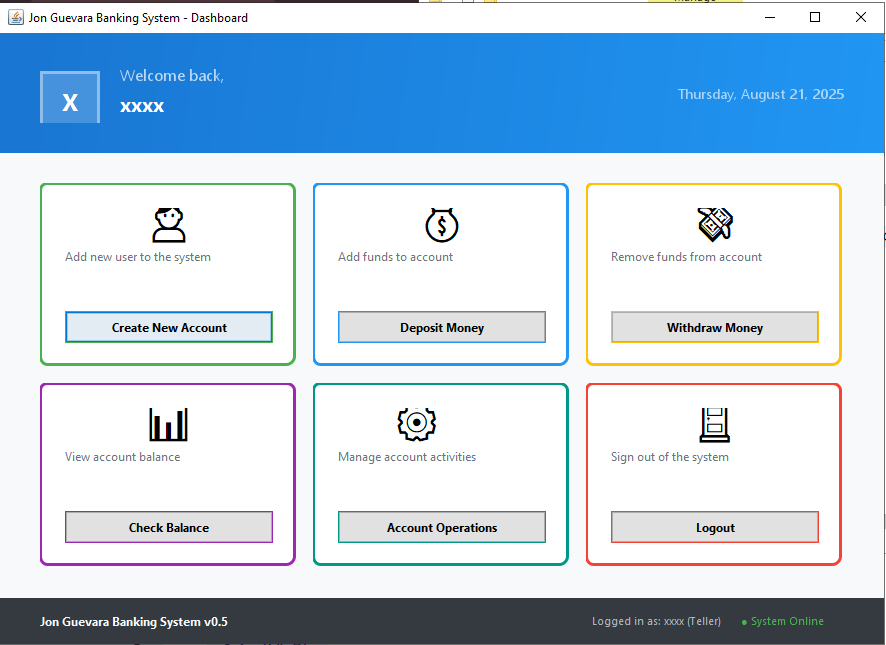 Jon Guevara Banking System - Dashboard
X
Welcome back,
xxxx
Thursday, August 21, 2025
$
Add new user to the system
Add funds to account
Remove funds from account
Create New Account
Deposit Money
Withdraw Money
View account balance
Manage account activities
Sign out of the system
Check Balance
Account Operations
Logout
Jon Guevara Banking System v0.5
Logged in as: xxxx (Teller)
● System Online